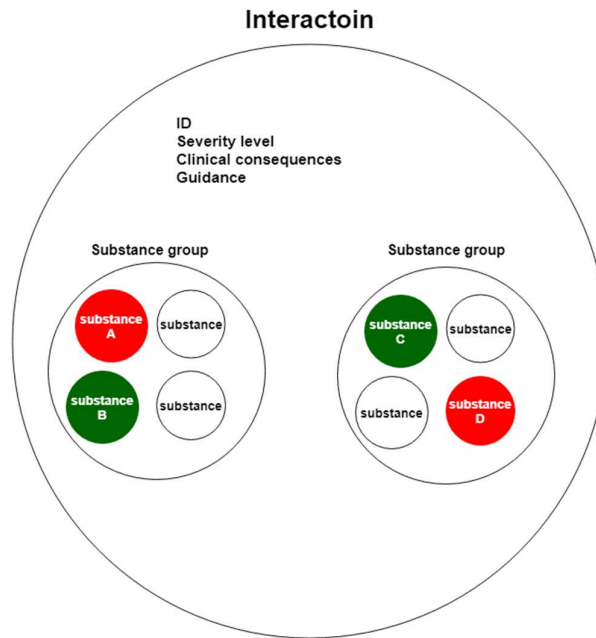 Interactoin
ID
Severity level
Clinical consequences
Guidance
Substance group
Substance group
substance
A
substance
substance
B
substance
substance
C
substance
substance
substance
D